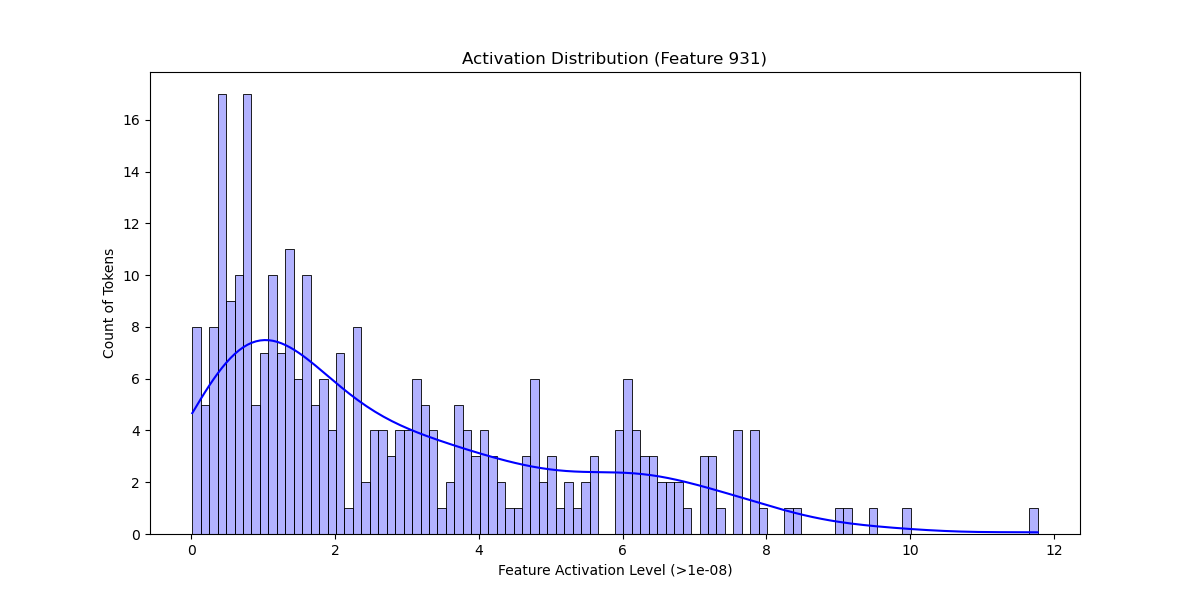 Activation Distribution (Feature 931)
Count of Tokens
16
14
12
10
8
6
4
2
0
0 2 4 6 8 10 12
Feature Activation Level (>1e-08)